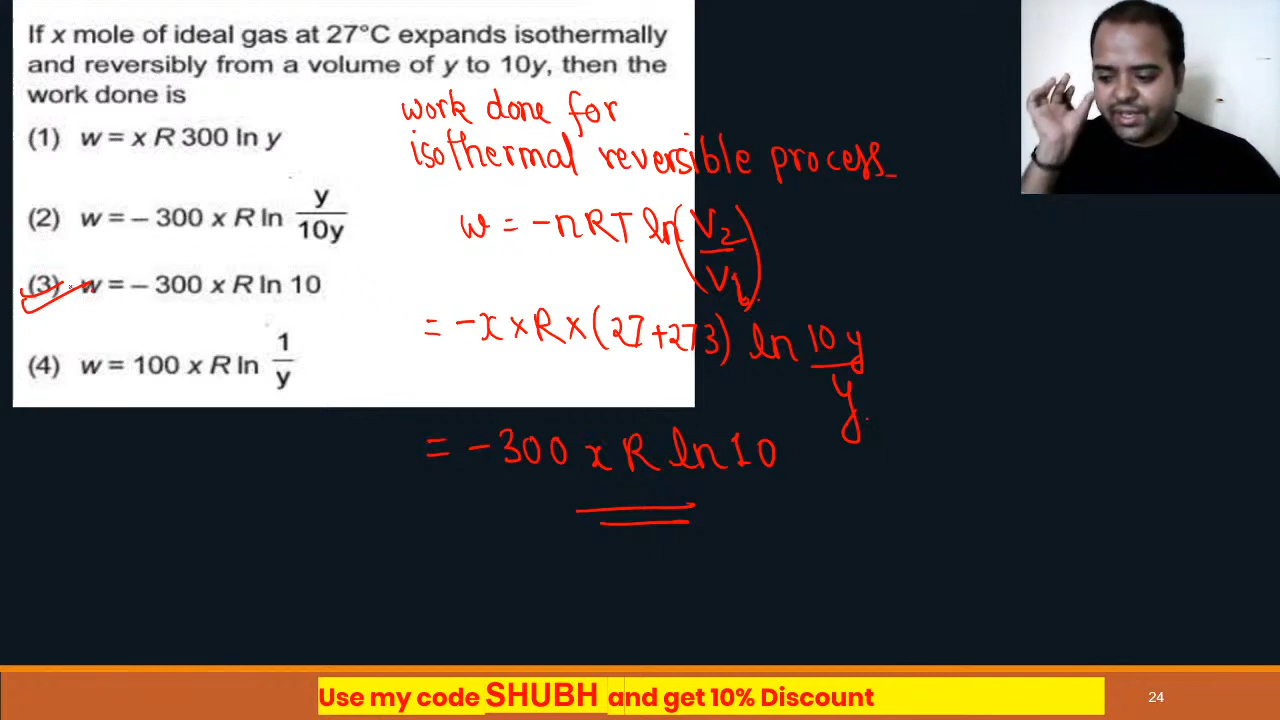 If x mole of ideal gas at 27°C expands isothermally
and reversibly from a volume of y to 10y, then the
work done is
(1) w = x R 300 ln y
(2) w = – 300 x R ln y/10y
(3) w = – 300 x R ln 10
(4) w = 100 x R ln 1/y
work done for
isothermal reversible process
w = -nRT ln(V2/V1)
= -x×R×(27+273) ln 10y/y
= -300 x R ln 10
Use my code SHUBH and get 10% Discount
24